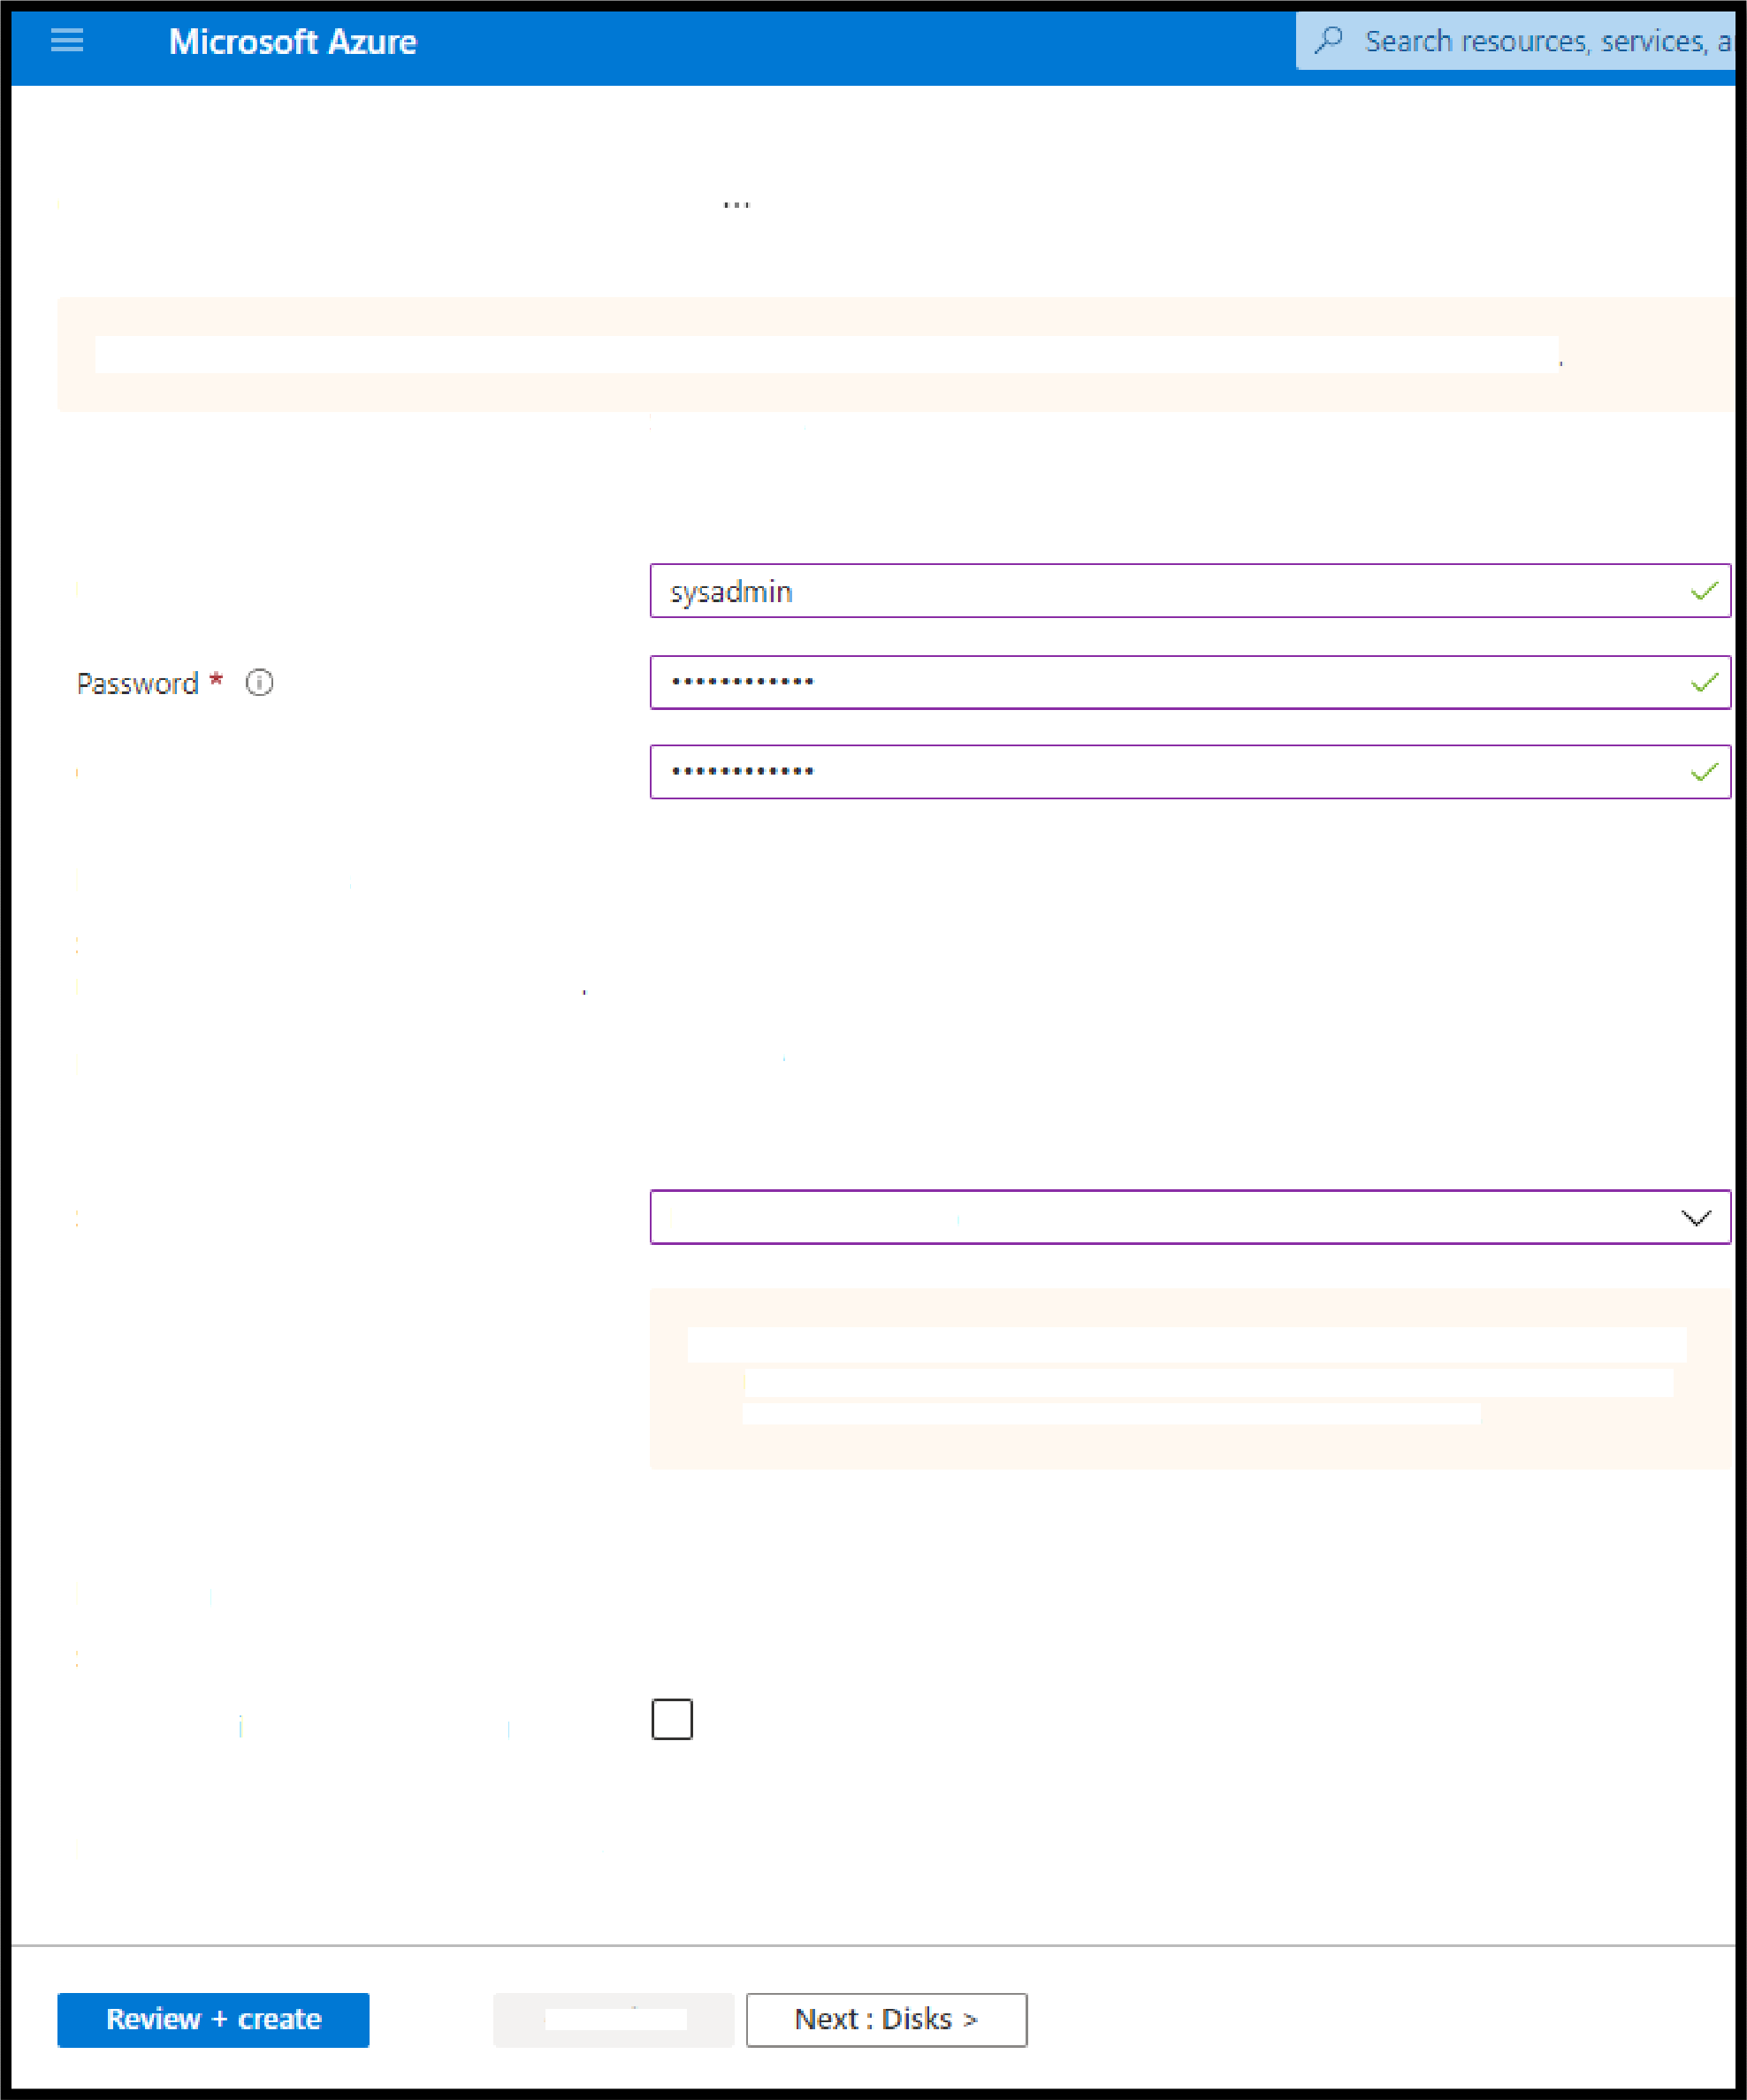 Microsoft Azure
Search resources, services, a
...
sysadmin
Password *
••••••••••••
••••••••••••
Review + create
Next : Disks >